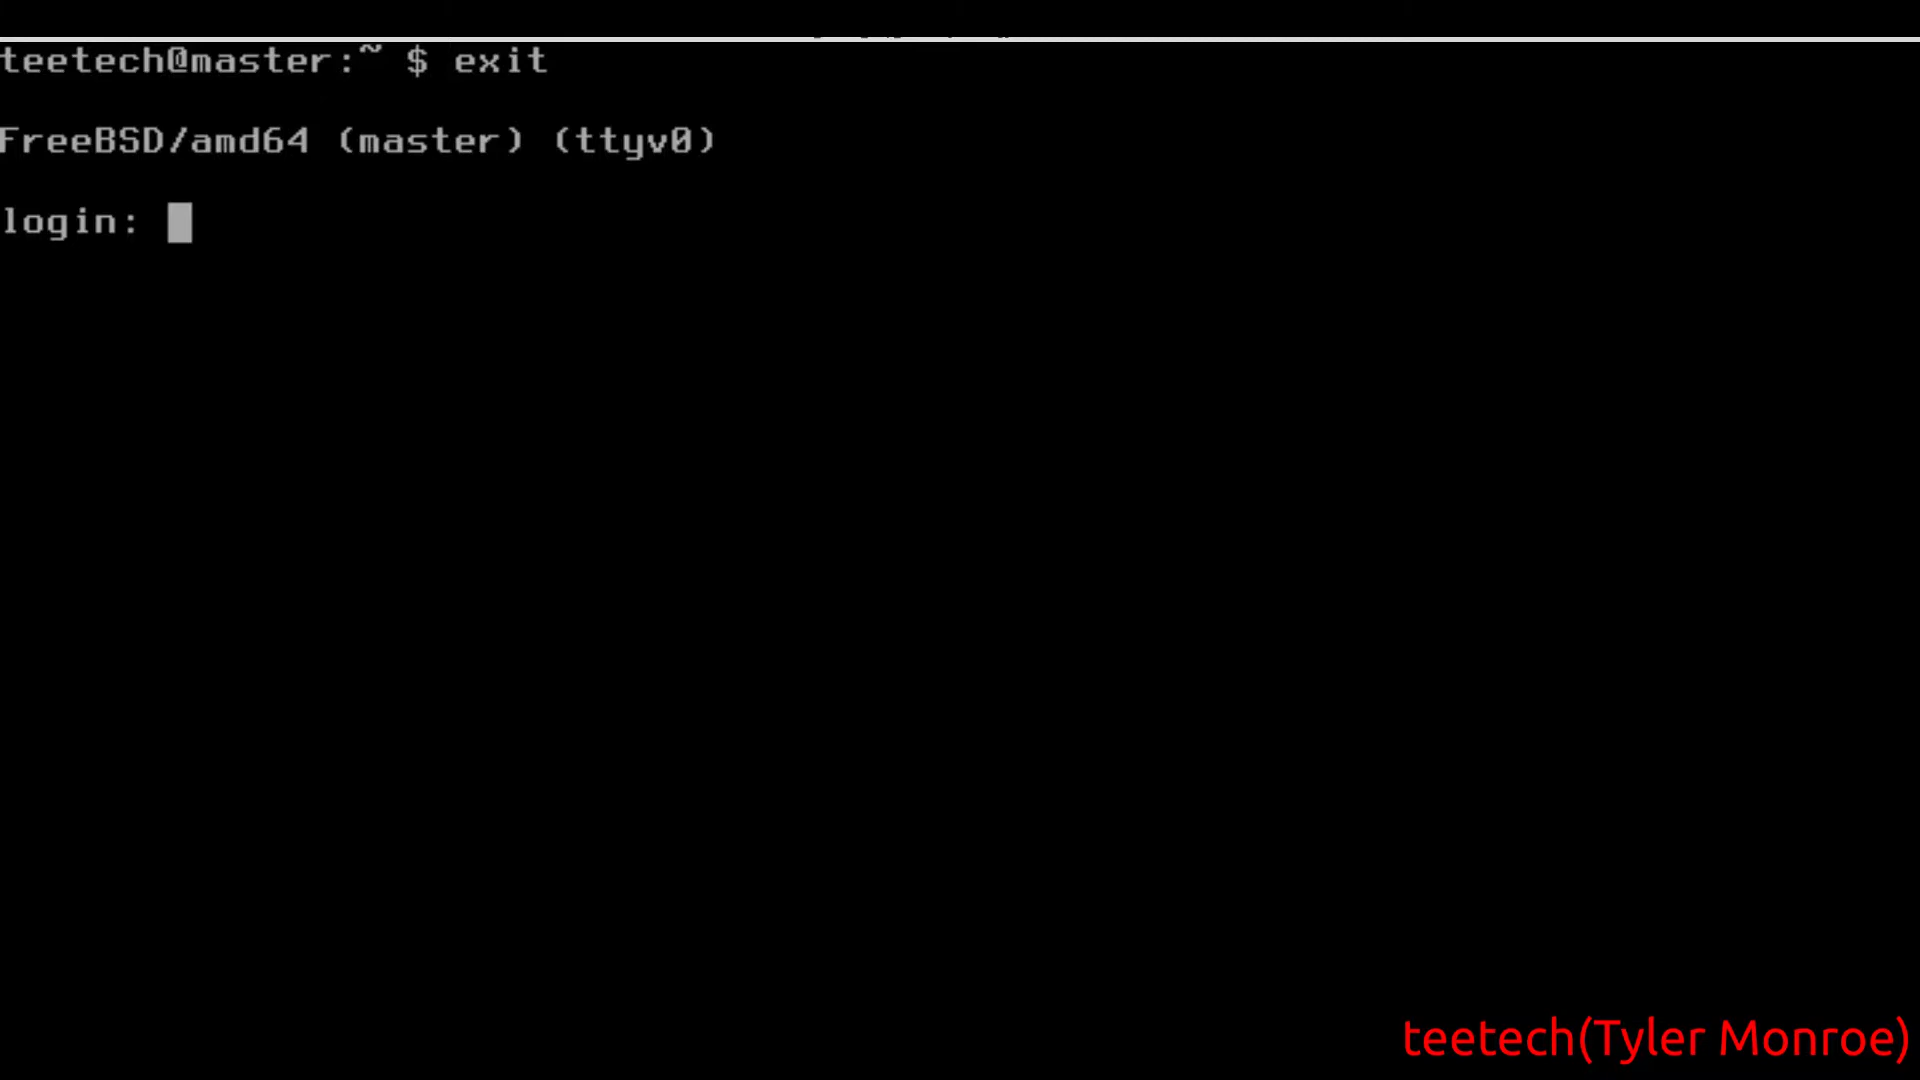 teetech@master:~ $ exit
FreeBSD/amd64 (master) (ttyv0)
login:
teetech(Tyler Monroe)